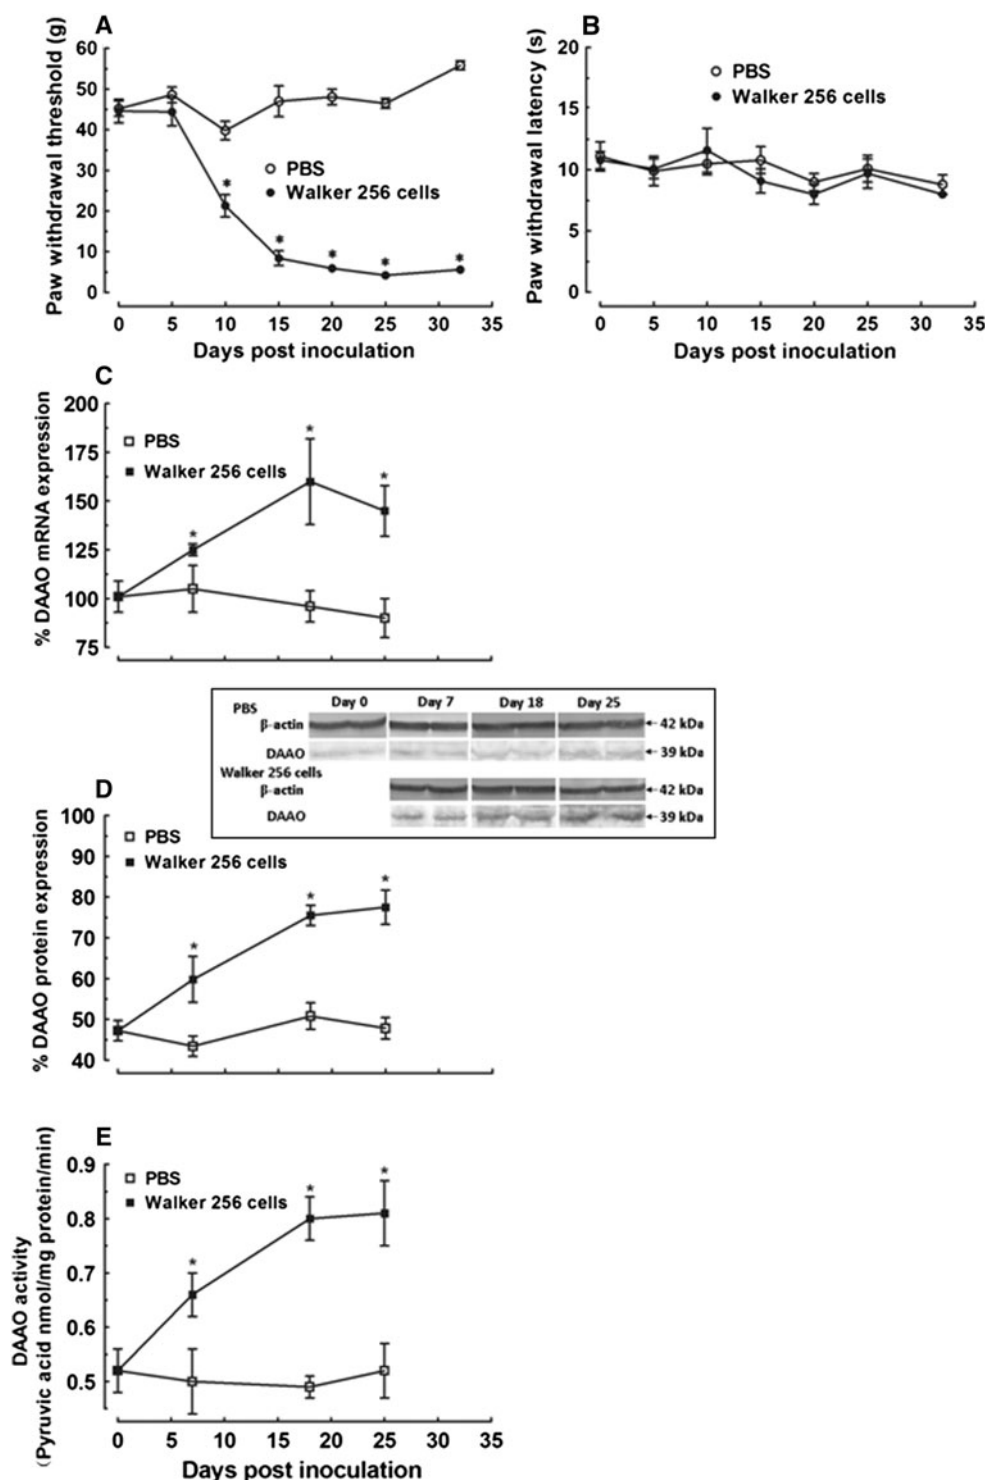 A
Paw withdrawal threshold (g)
60
50
40
30
20
10
0
PBS
Walker 256 cells
*
*
*
*
*
0 5 10 15 20 25 30 35
Days post inoculation
B
Paw withdrawal latency (s)
20
15
10
5
0
PBS
Walker 256 cells
0 5 10 15 20 25 30 35
Days post inoculation
C
% DAAO mRNA expression
200
175
150
125
100
75
PBS
Walker 256 cells
*
*
*
Day 0 Day 7 Day 18 Day 25
PBS
β-actin 42 kDa
DAAO 39 kDa
Walker 256 cells
β-actin 42 kDa
DAAO 39 kDa
D
% DAAO protein expression
100
90
80
70
60
50
40
PBS
Walker 256 cells
*
*
*
E
DAAO activity
(Pyruvic acid nmol/mg protein/min)
0.9
0.8
0.7
0.6
0.5
PBS
Walker 256 cells
*
*
*
0 5 10 15 20 25 30 35
Days post inoculation